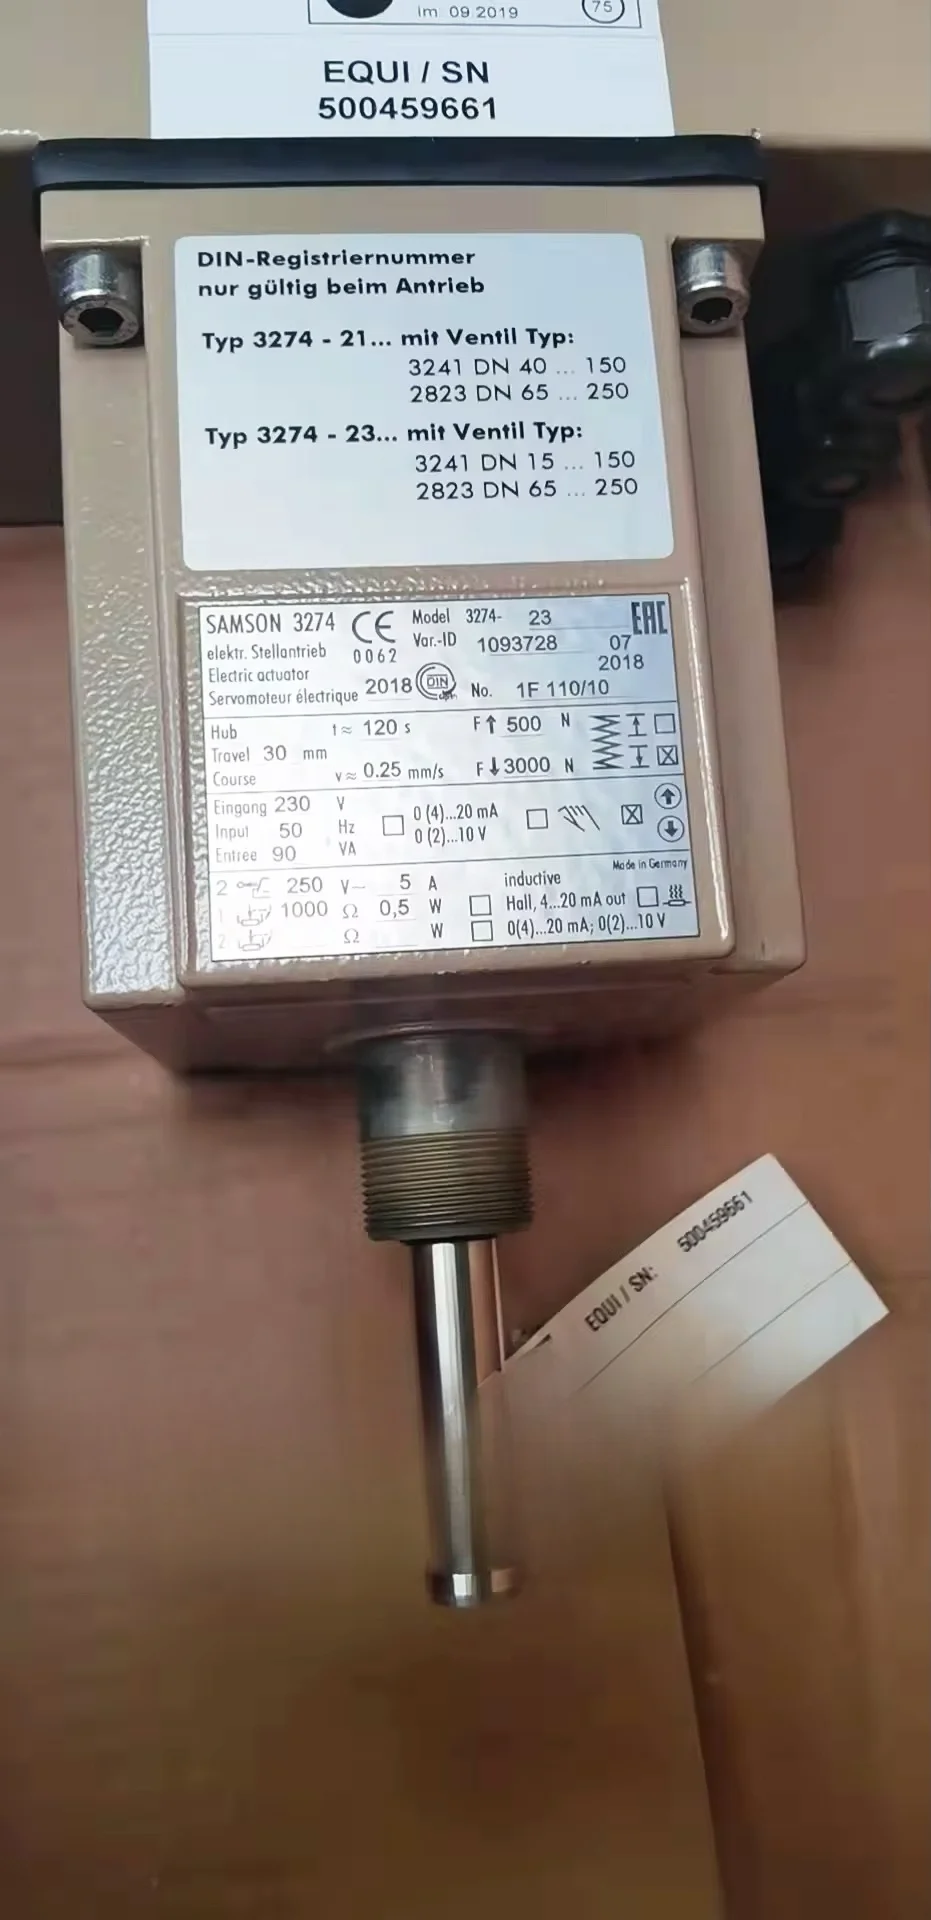 im 09.2019
75
EQUI / SN
500459661
DIN-Registriernummer
nur gültig beim Antrieb
Typ 3274 - 21... mit Ventil Typ:
3241 DN 40 ... 150
2823 DN 65 ... 250
Typ 3274 - 23... mit Ventil Typ:
3241 DN 15 ... 150
2823 DN 65 ... 250
SAMSON 3274 CE Model 3274- 23 EAC
elektr. Stellantrieb 0062 Var.-ID 1093728 07
Electric actuator 2018
Servomoteur électrique 2018 DIN No. 1F 110/10
Hub t≈ 120 s F↑ 500 N
Travel 30 mm
Course v≈ 0.25 mm/s F↓ 3000 N
Eingang 230 V 0(4)...20 mA
Input 50 Hz 0(2)...10 V
Entree 90 VA
Made in Germany
2 250 V~ 5 A inductive
1 1000 Ω 0,5 W Hall, 4...20 mA out
2 Ω W 0(4)...20 mA; 0(2)...10 V
EQUI / SN: 500459661